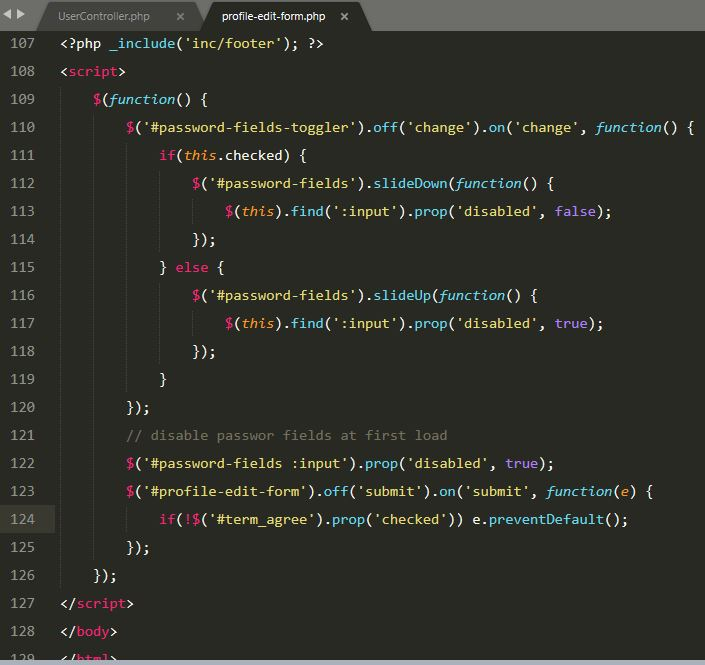 UserController.php × profile-edit-form.php ×
107 <?php _include('inc/footer'); ?>
108 <script>
109 $(function() {
110 $('#password-fields-toggler').off('change').on('change', function() {
111 if(this.checked) {
112 $('#password-fields').slideDown(function() {
113 $(this).find(':input').prop('disabled', false);
114 });
115 } else {
116 $('#password-fields').slideUp(function() {
117 $(this).find(':input').prop('disabled', true);
118 });
119 }
120 });
121 // disable passwor fields at first load
122 $('#password-fields :input').prop('disabled', true);
123 $('#profile-edit-form').off('submit').on('submit', function(e) {
124 if(!$('#term_agree').prop('checked')) e.preventDefault();
125 });
126 });
127 </script>
128 </body>
129 </html>